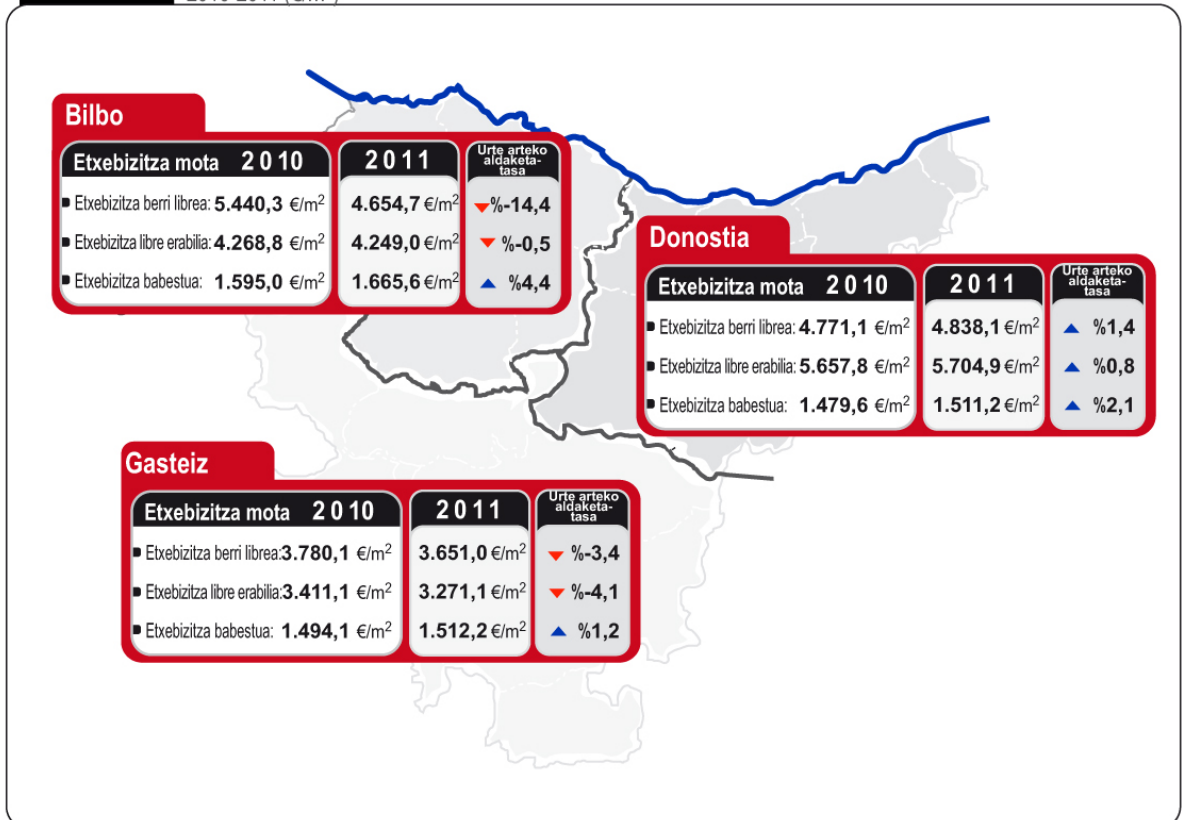 Bilbo
Etxebizitza mota 2010 2011 Urte arteko aldaketa-tasa
Etxebizitza berri librea: 5.440,3 €/m² 4.654,7 €/m² %-14,4
Etxebizitza libre erabilia: 4.268,8 €/m² 4.249,0 €/m² %-0,5
Etxebizitza babestua: 1.595,0 €/m² 1.665,6 €/m² %4,4
Donostia
Etxebizitza mota 2010 2011 Urte arteko aldaketa-tasa
Etxebizitza berri librea: 4.771,1 €/m² 4.838,1 €/m² %1,4
Etxebizitza libre erabilia: 5.657,8 €/m² 5.704,9 €/m² %0,8
Etxebizitza babestua: 1.479,6 €/m² 1.511,2 €/m² %2,1
Gasteiz
Etxebizitza mota 2010 2011 Urte arteko aldaketa-tasa
Etxebizitza berri librea: 3.780,1 €/m² 3.651,0 €/m² %-3,4
Etxebizitza libre erabilia: 3.411,1 €/m² 3.271,1 €/m² %-4,1
Etxebizitza babestua: 1.494,1 €/m² 1.512,2 €/m² %1,2